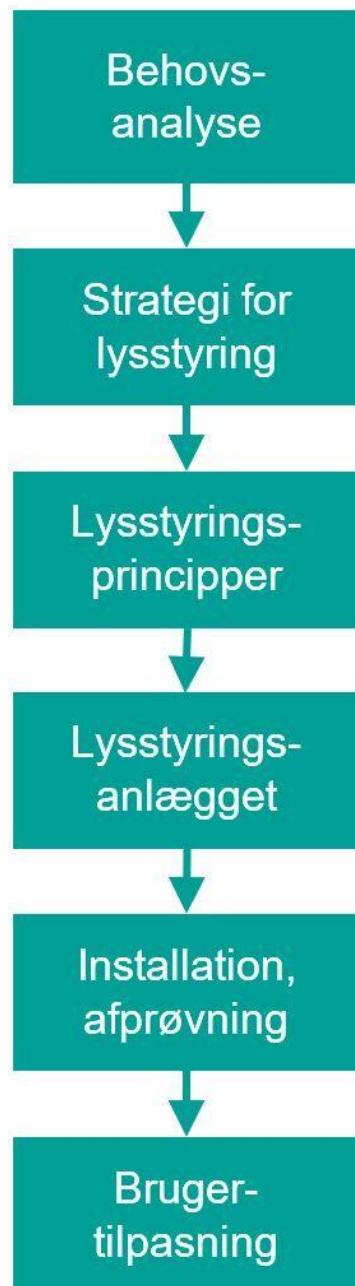 Behovs-
analyse
Strategi for
lysstyring
Lysstyrings-
principper
Lysstyrings-
anlægget
Installation,
afprøvning
Bruger-
tilpasning